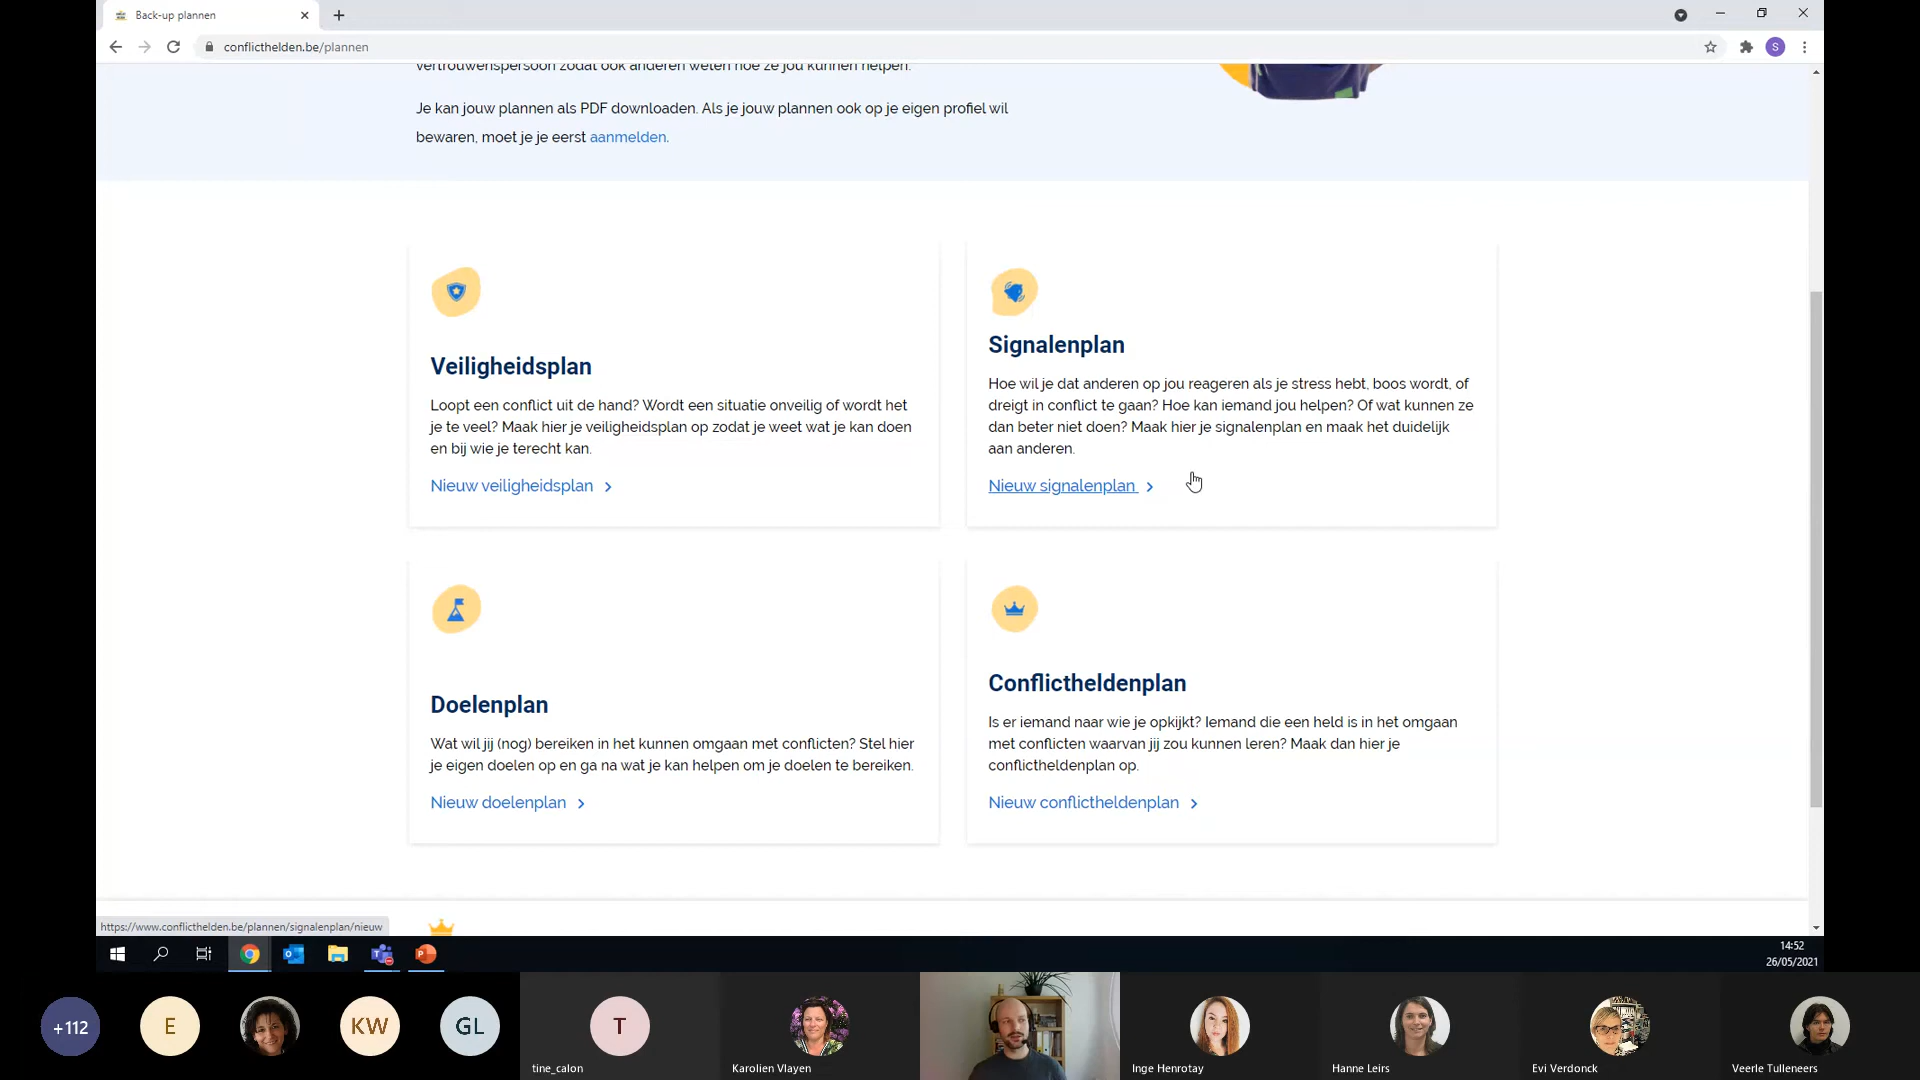 Back-up plannen
conflicthelden.be/plannen
S
vertrouwenspersoon zodat ook anderen weten hoe ze jou kunnen helpen.
Je kan jouw plannen als PDF downloaden. Als je jouw plannen ook op je eigen profiel wil
bewaren, moet je je eerst aanmelden.
Veiligheidsplan
Loopt een conflict uit de hand? Wordt een situatie onveilig of wordt het
je te veel? Maak hier je veiligheidsplan op zodat je weet wat je kan doen
en bij wie je terecht kan.
Nieuw veiligheidsplan
Signalenplan
Hoe wil je dat anderen op jou reageren als je stress hebt, boos wordt, of
dreigt in conflict te gaan? Hoe kan iemand jou helpen? Of wat kunnen ze
dan beter niet doen? Maak hier je signalenplan en maak het duidelijk
aan anderen.
Nieuw signalenplan
Doelenplan
Wat wil jij (nog) bereiken in het kunnen omgaan met conflicten? Stel hier
je eigen doelen op en ga na wat je kan helpen om je doelen te bereiken.
Nieuw doelenplan
Conflictheldenplan
Is er iemand naar wie je opkijkt? Iemand die een held is in het omgaan
met conflicten waarvan jij zou kunnen leren? Maak dan hier je
conflictheldenplan op.
Nieuw conflictheldenplan
https://www.conflicthelden.be/plannen/signalenplan/nieuw
14:52
26/05/2021
+112
E
KW
GL
T
tine_calon
Karolien Vlayen
Inge Henrotay
Hanne Leirs
Evi Verdonck
Veerle Tulleneers